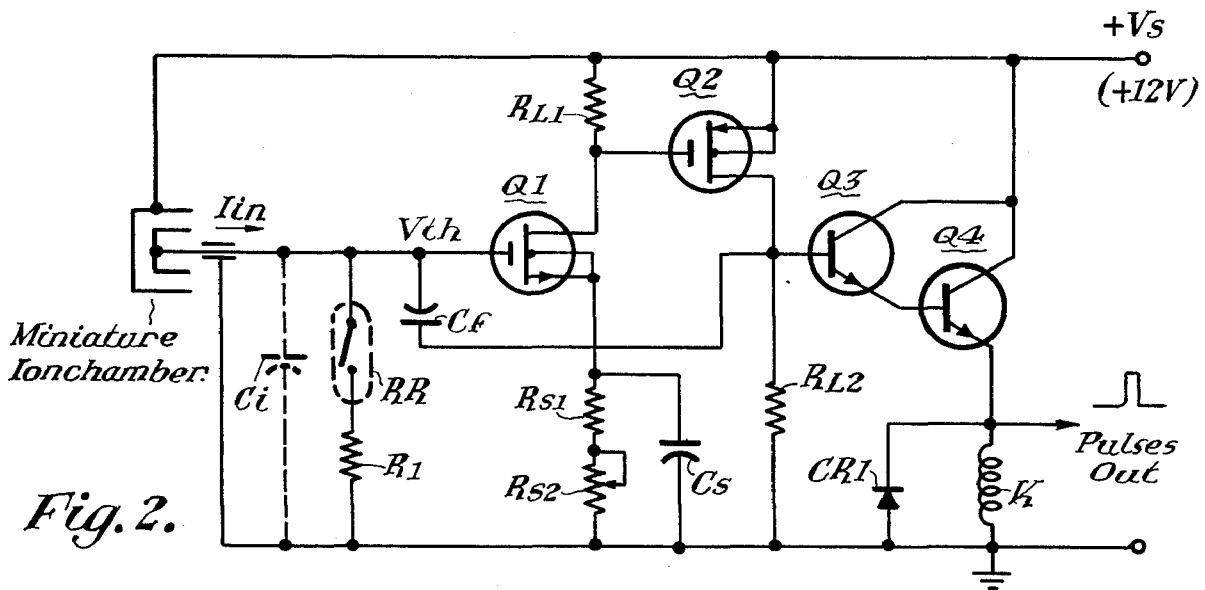 +Vs
(+12V)
RL1
Q2
Q1
Q3
Q4
Iin
Vth
Miniature
Ionchamber.
Ci
RR
R1
CF
RS1
RS2
Cs
RL2
CR1
K
Pulses
Out
Fig. 2.